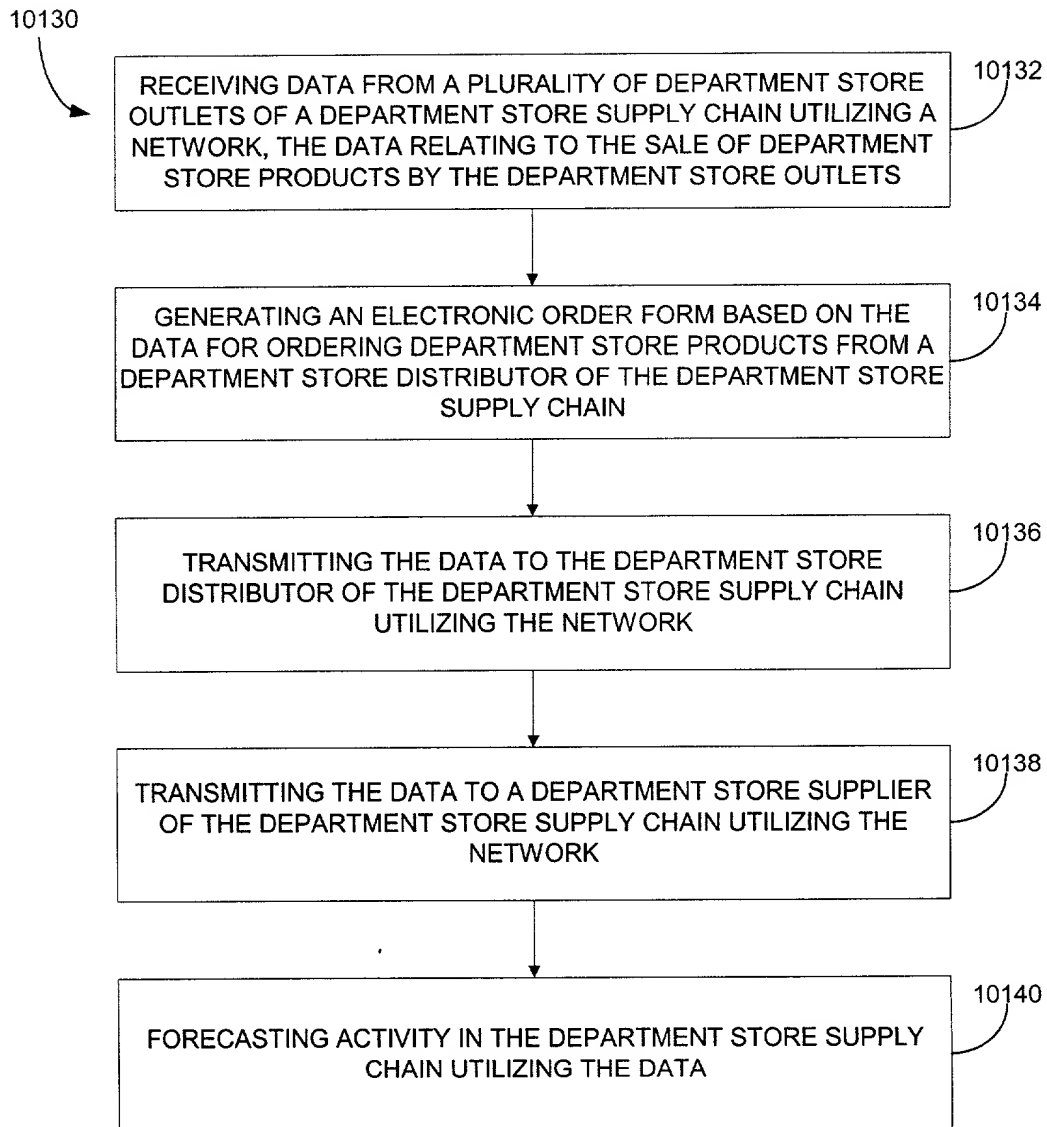 10130
10132
RECEIVING DATA FROM A PLURALITY OF DEPARTMENT STORE
OUTLETS OF A DEPARTMENT STORE SUPPLY CHAIN UTILIZING A
NETWORK, THE DATA RELATING TO THE SALE OF DEPARTMENT
STORE PRODUCTS BY THE DEPARTMENT STORE OUTLETS
10134
GENERATING AN ELECTRONIC ORDER FORM BASED ON THE
DATA FOR ORDERING DEPARTMENT STORE PRODUCTS FROM A
DEPARTMENT STORE DISTRIBUTOR OF THE DEPARTMENT STORE
SUPPLY CHAIN
10136
TRANSMITTING THE DATA TO THE DEPARTMENT STORE
DISTRIBUTOR OF THE DEPARTMENT STORE SUPPLY CHAIN
UTILIZING THE NETWORK
10138
TRANSMITTING THE DATA TO A DEPARTMENT STORE SUPPLIER
OF THE DEPARTMENT STORE SUPPLY CHAIN UTILIZING THE
NETWORK
10140
FORECASTING ACTIVITY IN THE DEPARTMENT STORE SUPPLY
CHAIN UTILIZING THE DATA